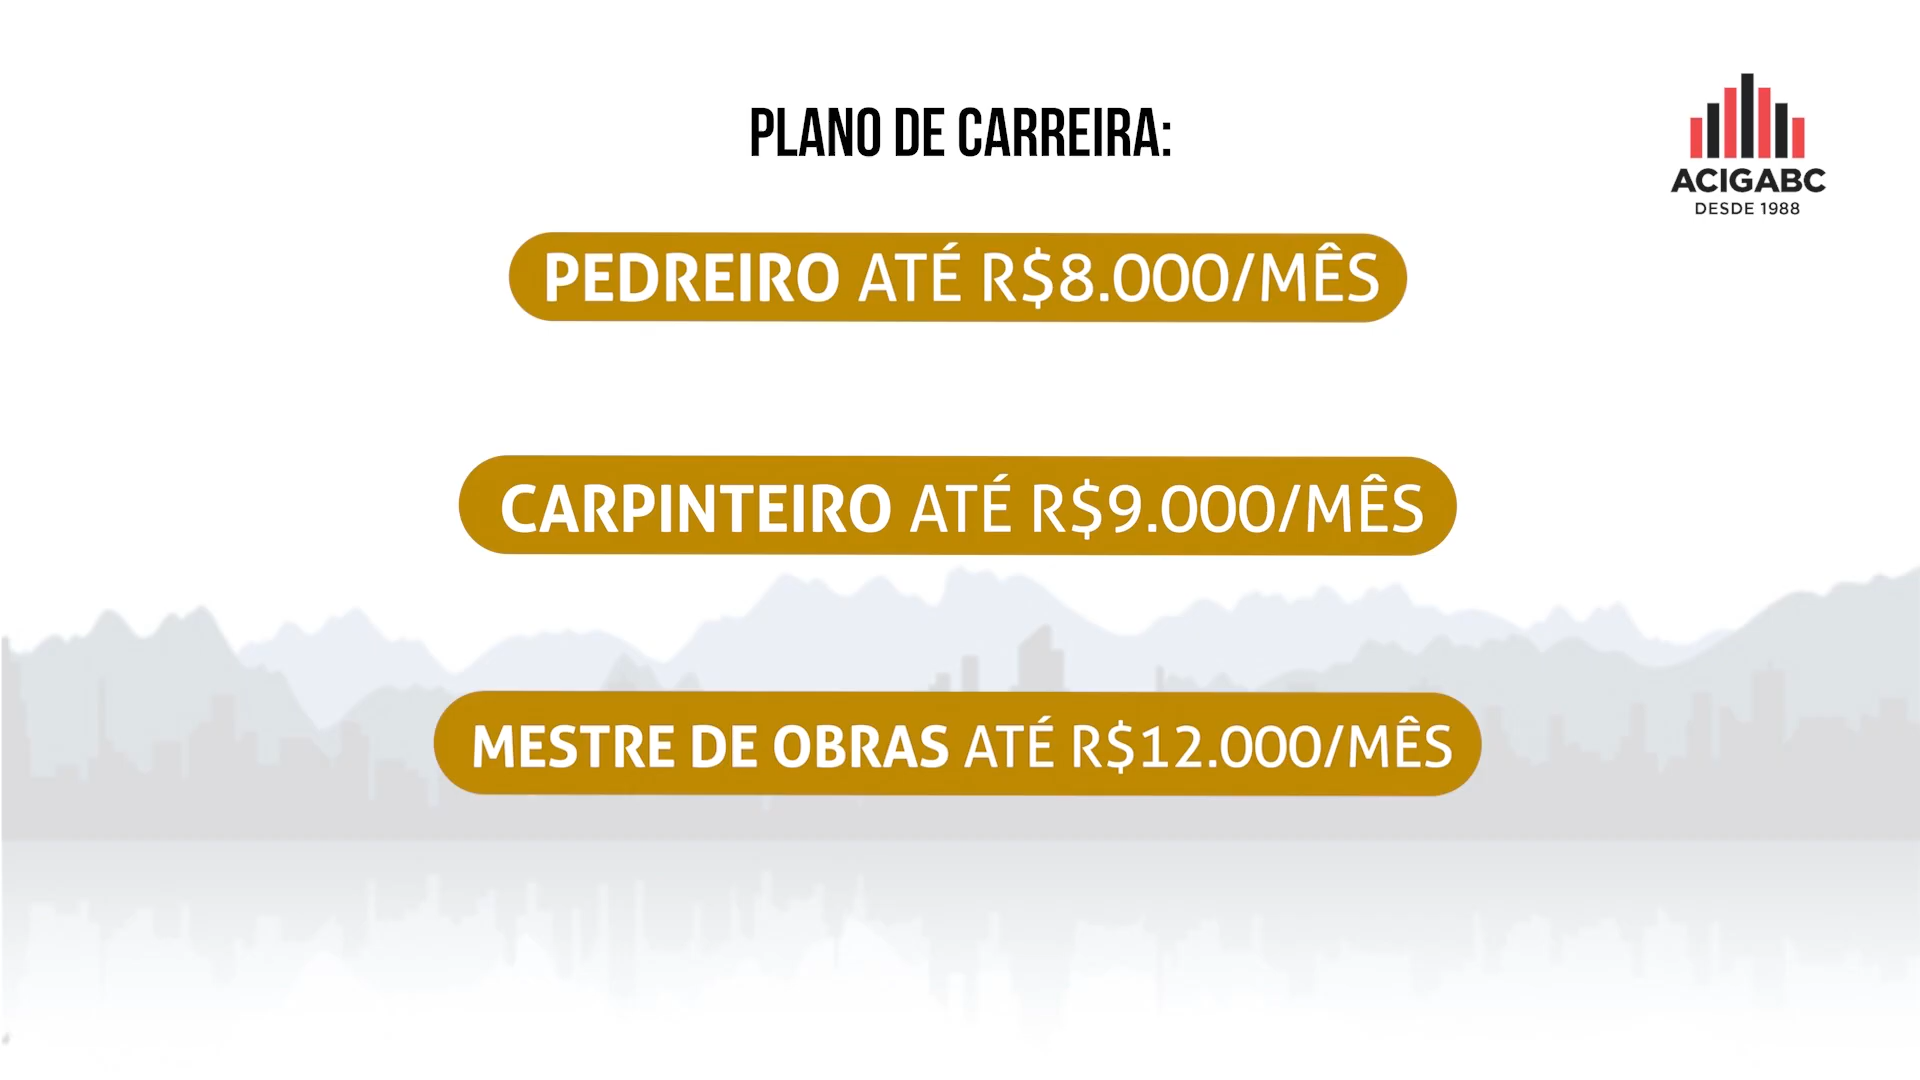 PLANO DE CARREIRA:
ACIGABC
DESDE 1988
PEDREIRO ATÉ R$8.000/MÊS
CARPINTEIRO ATÉ R$9.000/MÊS
MESTRE DE OBRAS ATÉ R$12.000/MÊS